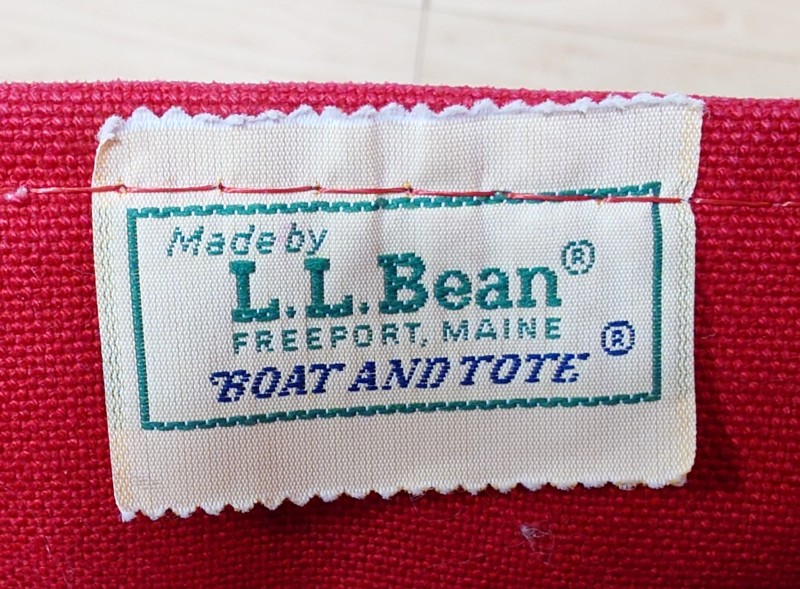 Made by
L.L.Bean®
FREEPORT, MAINE
BOAT AND TOTE®